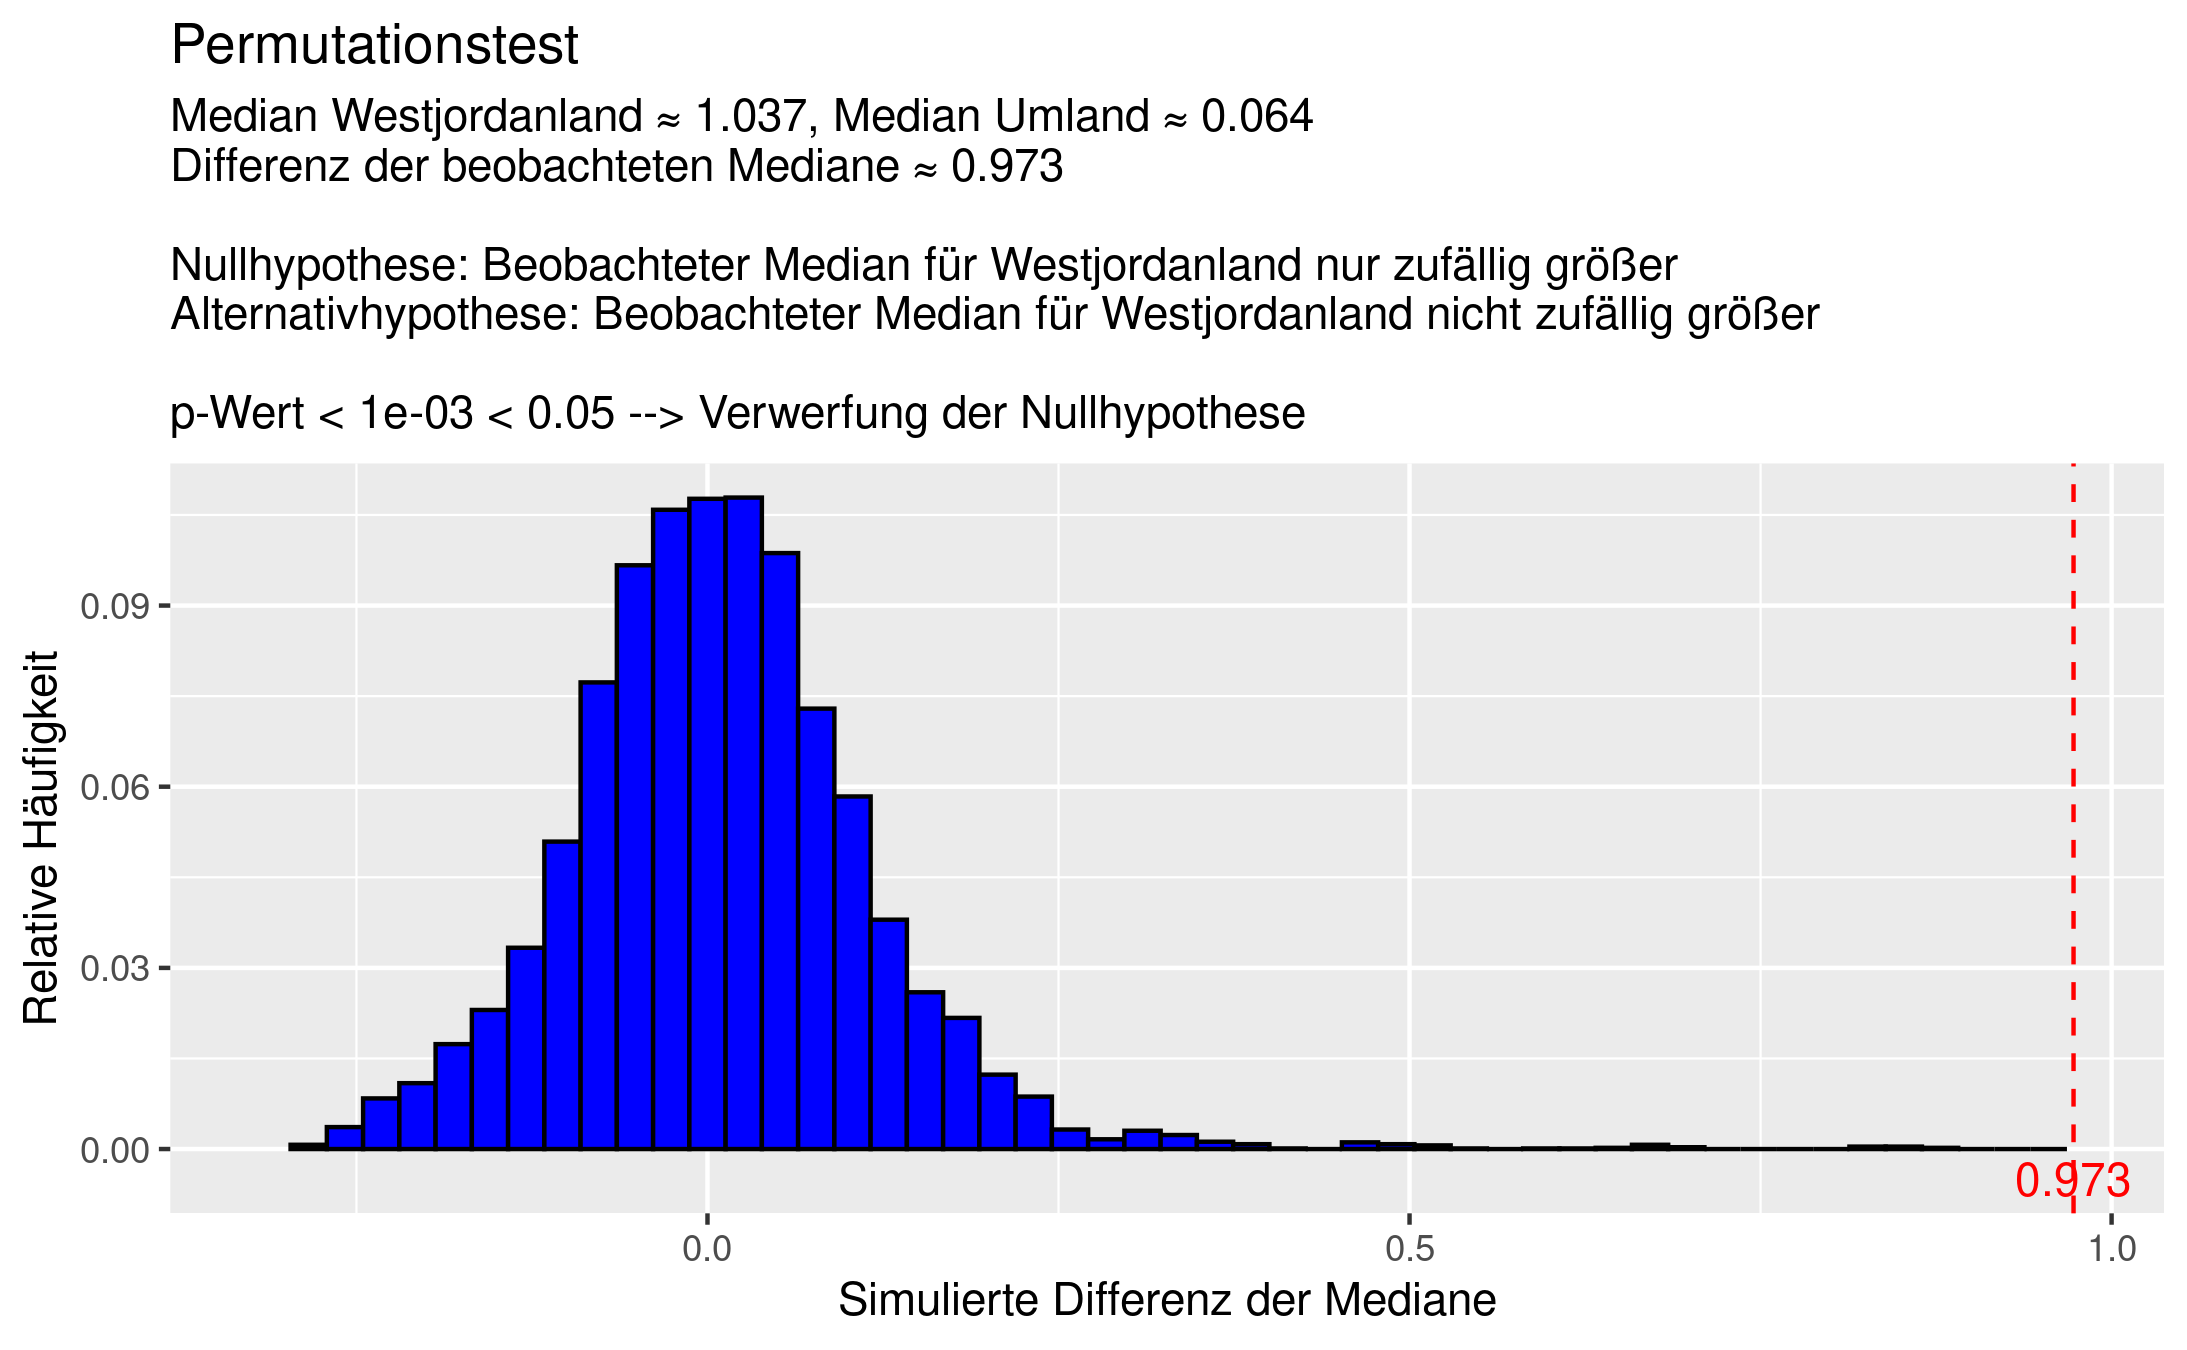 Permutationstest
Median Westjordanland ≈ 1.037, Median Umland ≈ 0.064
Differenz der beobachteten Mediane ≈ 0.973
Nullhypothese: Beobachteter Median für Westjordanland nur zufällig größer
Alternativhypothese: Beobachteter Median für Westjordanland nicht zufällig größer
p-Wert < 1e-03 < 0.05 --> Verwerfung der Nullhypothese
Relative Häufigkeit
0.09
0.06
0.03
0.00
0.973
0.0
0.5
1.0
Simulierte Differenz der Mediane